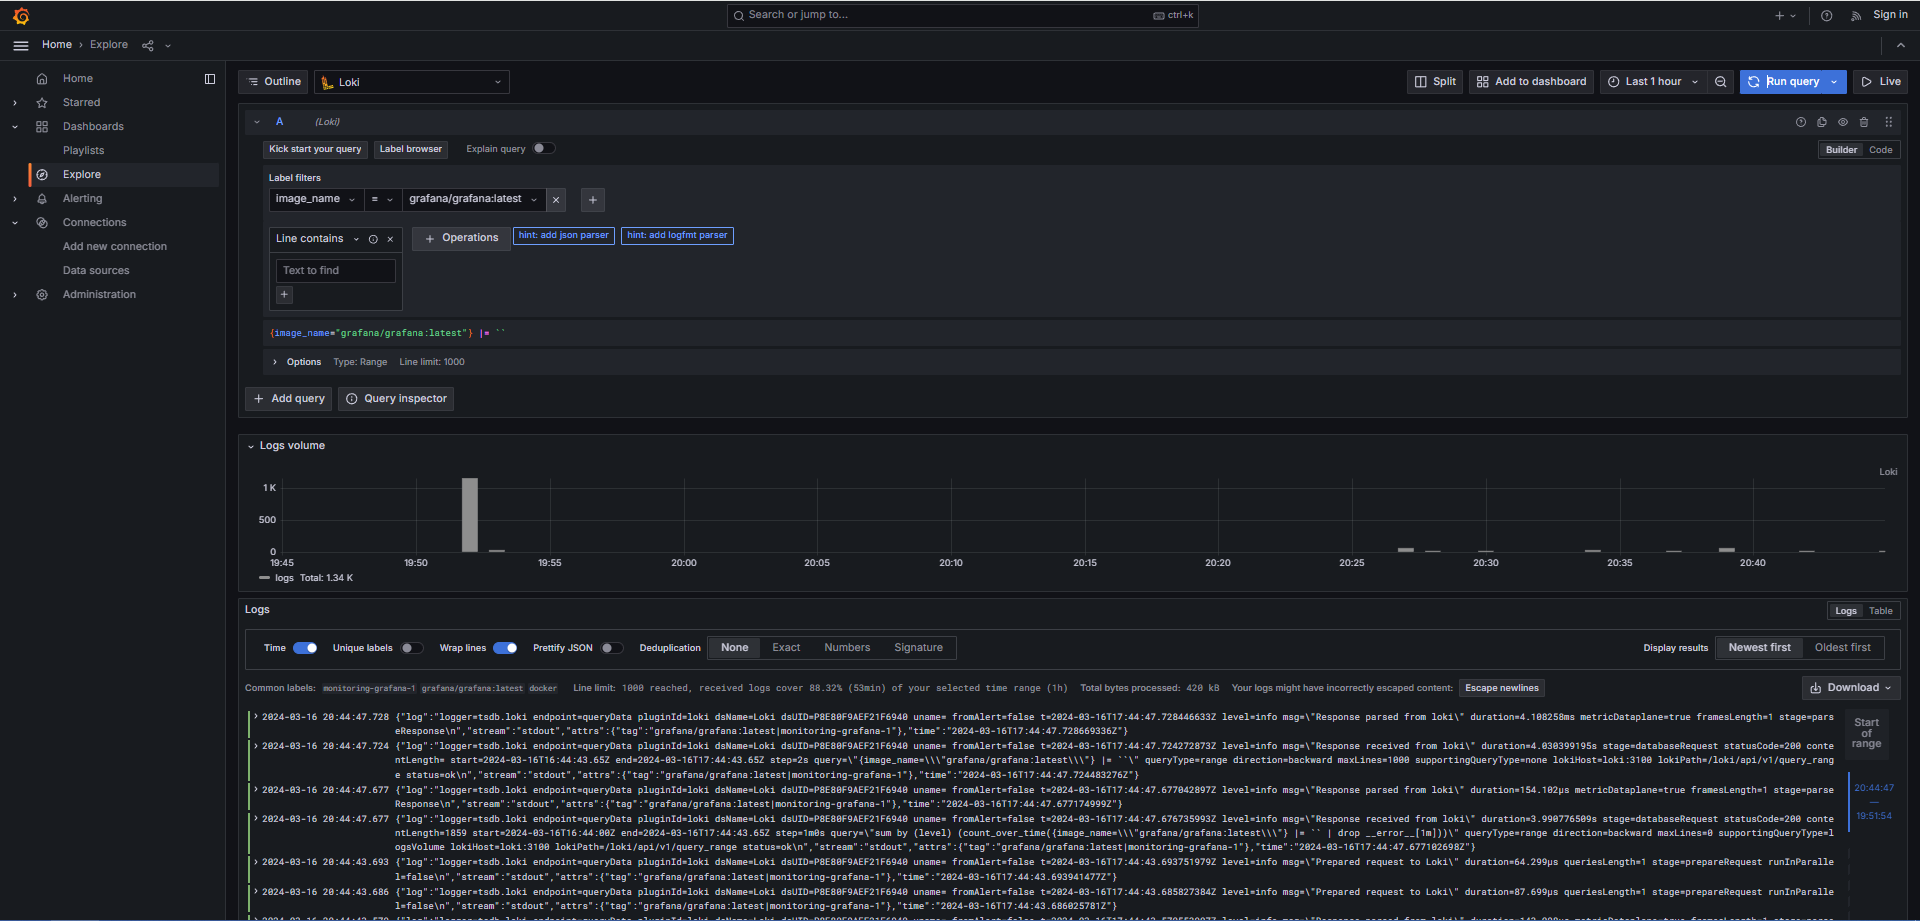 Search or jump to...
ctrl+k
Sign in
Home › Explore
Home
Starred
Dashboards
Playlists
Explore
Alerting
Connections
Add new connection
Data sources
Administration
Outline
Loki
Split
Add to dashboard
Last 1 hour
Run query
Live
A (Loki)
Kick start your query
Label browser
Explain query
Builder
Code
Label filters
image_name
=
grafana/grafana:latest
Line contains
Operations
hint: add json parser
hint: add logfmt parser
Text to find
{image_name="grafana/grafana:latest"} |= ``
Options Type: Range Line limit: 1000
Add query
Query inspector
Logs volume
Loki
1 K
500
0
19:45 19:50 19:55 20:00 20:05 20:10 20:15 20:20 20:25 20:30 20:35 20:40
logs Total: 1.34 K
Logs
Logs
Table
Time
Unique labels
Wrap lines
Prettify JSON
Deduplication
None
Exact
Numbers
Signature
Display results
Newest first
Oldest first
Common labels: monitoring-grafana-1 grafana/grafana:latest docker Line limit: 1000 reached, received logs cover 88.32% (53min) of your selected time range (1h) Total bytes processed: 420 kB Your logs might have incorrectly escaped content: Escape newlines
Download
2024-03-16 20:44:47.728 {"log":"logger=tsdb.loki endpoint=queryData pluginId=loki dsName=Loki dsUID=P8E80F9AEF21F6940 uname= fromAlert=false t=2024-03-16T17:44:47.728446633Z level=info msg=\"Response parsed from loki\" duration=4.108258ms metricDataplane=true framesLength=1 stage=pars
eResponse\n","stream":"stdout","attrs":{"tag":"grafana/grafana:latest|monitoring-grafana-1"},"time":"2024-03-16T17:44:47.728669336Z"}
2024-03-16 20:44:47.724 {"log":"logger=tsdb.loki endpoint=queryData pluginId=loki dsName=Loki dsUID=P8E80F9AEF21F6940 uname= fromAlert=false t=2024-03-16T17:44:47.724272873Z level=info msg=\"Response received from loki\" duration=4.030399195s stage=databaseRequest statusCode=200 conte
ntLength= start=2024-03-16T16:44:43.65Z end=2024-03-16T17:44:43.65Z step=2s query=\"{image_name=\\\"grafana/grafana:latest\\\"} |= ``\" queryType=range direction=backward maxLines=1000 supportingQueryType=none lokiHost=loki:3100 lokiPath=/loki/api/v1/query_rang
e status=ok\n","stream":"stdout","attrs":{"tag":"grafana/grafana:latest|monitoring-grafana-1"},"time":"2024-03-16T17:44:47.724483276Z"}
2024-03-16 20:44:47.677 {"log":"logger=tsdb.loki endpoint=queryData pluginId=loki dsName=Loki dsUID=P8E80F9AEF21F6940 uname= fromAlert=false t=2024-03-16T17:44:47.677042897Z level=info msg=\"Response parsed from loki\" duration=154.102µs metricDataplane=true framesLength=1 stage=parse
Response\n","stream":"stdout","attrs":{"tag":"grafana/grafana:latest|monitoring-grafana-1"},"time":"2024-03-16T17:44:47.677174999Z"}
2024-03-16 20:44:47.677 {"log":"logger=tsdb.loki endpoint=queryData pluginId=loki dsName=Loki dsUID=P8E80F9AEF21F6940 uname= fromAlert=false t=2024-03-16T17:44:47.676735993Z level=info msg=\"Response received from loki\" duration=3.990776509s stage=databaseRequest statusCode=200 conte
ntLength=1859 start=2024-03-16T16:44:00Z end=2024-03-16T17:44:43.65Z step=1m0s query=\"sum by (level) (count_over_time({image_name=\\\"grafana/grafana:latest\\\"} |= `` | drop __error__[1m]))\" queryType=range direction=backward maxLines=0 supportingQueryType=l
ogsVolume lokiHost=loki:3100 lokiPath=/loki/api/v1/query_range status=ok\n","stream":"stdout","attrs":{"tag":"grafana/grafana:latest|monitoring-grafana-1"},"time":"2024-03-16T17:44:47.677102698Z"}
2024-03-16 20:44:43.693 {"log":"logger=tsdb.loki endpoint=queryData pluginId=loki dsName=Loki dsUID=P8E80F9AEF21F6940 uname= fromAlert=false t=2024-03-16T17:44:43.693751979Z level=info msg=\"Prepared request to Loki\" duration=64.299µs queriesLength=1 stage=prepareRequest runInParalle
l=false\n","stream":"stdout","attrs":{"tag":"grafana/grafana:latest|monitoring-grafana-1"},"time":"2024-03-16T17:44:43.693941477Z"}
2024-03-16 20:44:43.686 {"log":"logger=tsdb.loki endpoint=queryData pluginId=loki dsName=Loki dsUID=P8E80F9AEF21F6940 uname= fromAlert=false t=2024-03-16T17:44:43.685827384Z level=info msg=\"Prepared request to Loki\" duration=87.699µs queriesLength=1 stage=prepareRequest runInParalle
l=false\n","stream":"stdout","attrs":{"tag":"grafana/grafana:latest|monitoring-grafana-1"},"time":"2024-03-16T17:44:43.686025781Z"}
Start
of
range
20:44:47
—
19:51:54